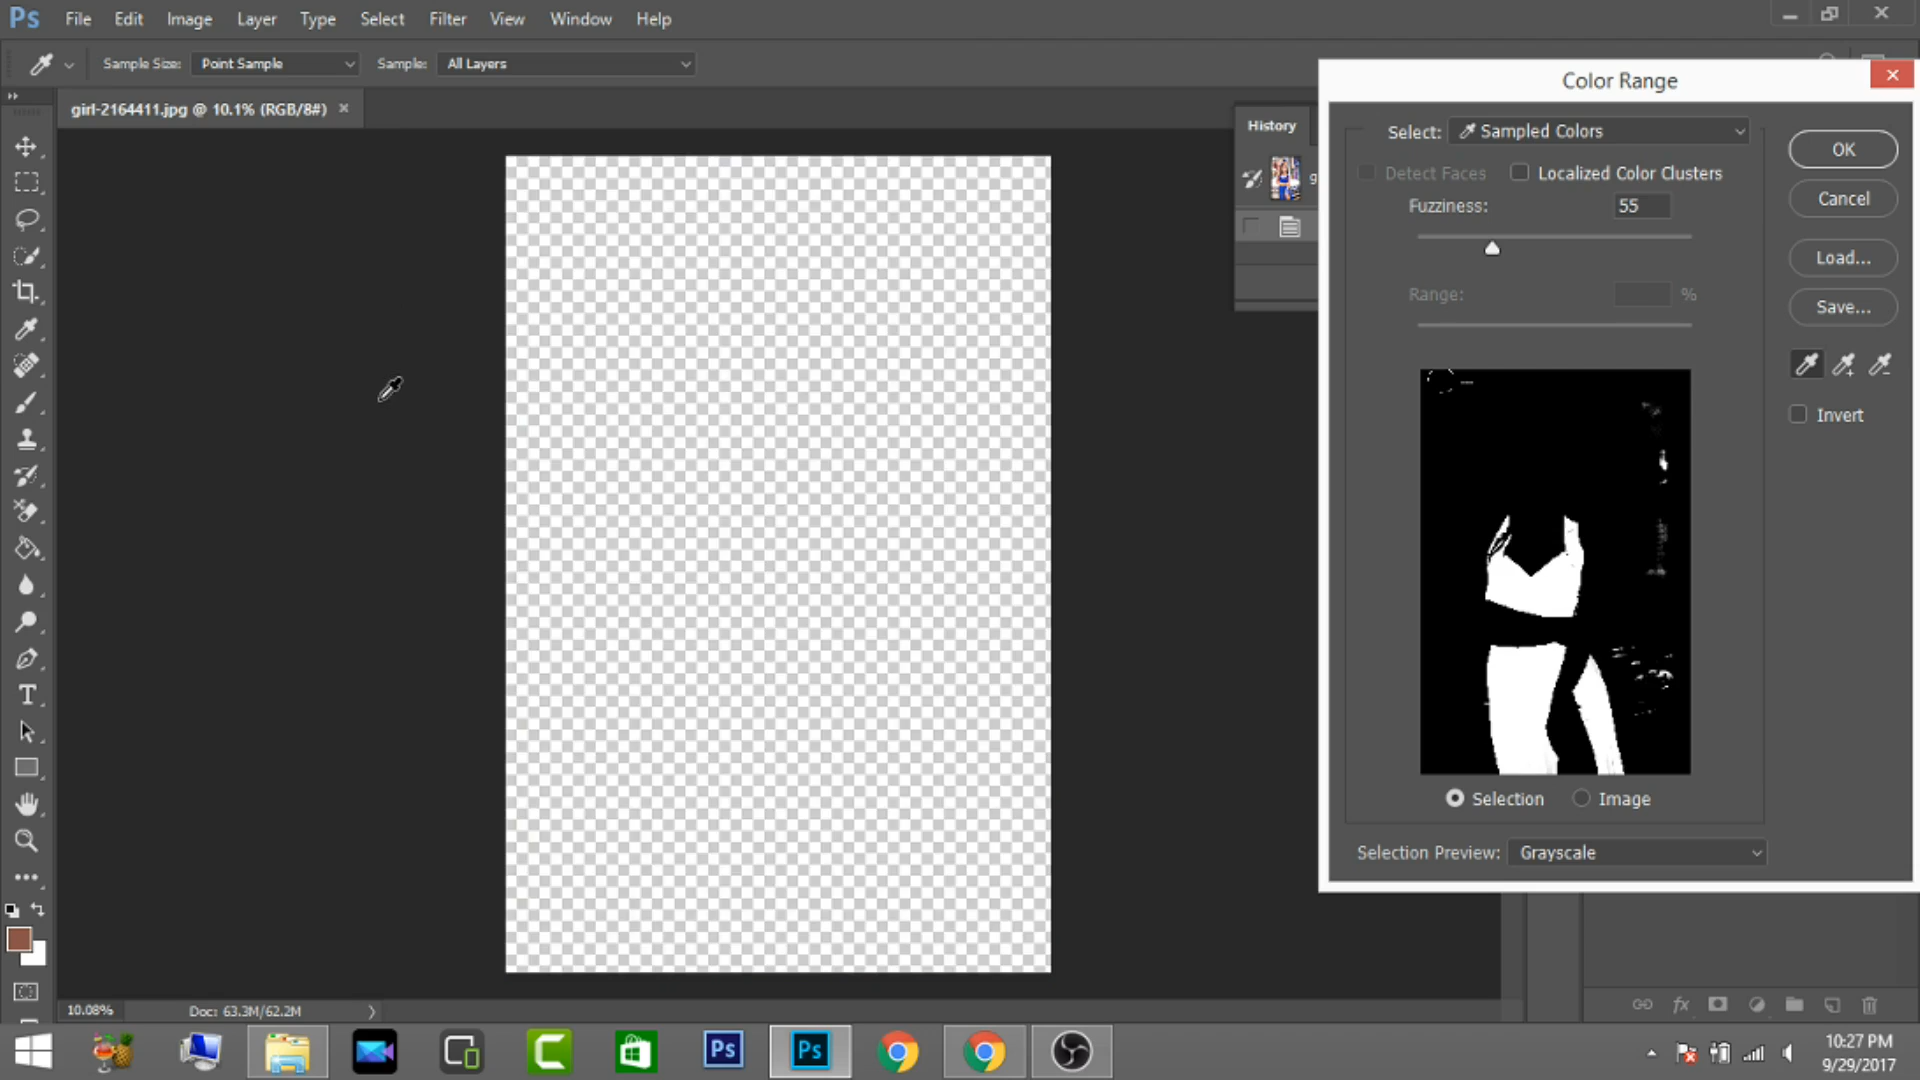 Ps File Edit Image Layer Type Select Filter View Window Help
Sample Size: Point Sample Sample: All Layers
girl-2164411.jpg @ 10.1% (RGB/8#) ×
History
g
Color Range
Select: Sampled Colors
Detect Faces Localized Color Clusters
Fuzziness: 55
Range: %
OK
Cancel
Load...
Save...
Invert
Selection Image
Selection Preview: Grayscale
T
10.08% Doc: 63.3M/62.2M
fx
Ps
Ps
10:27 PM
9/29/2017